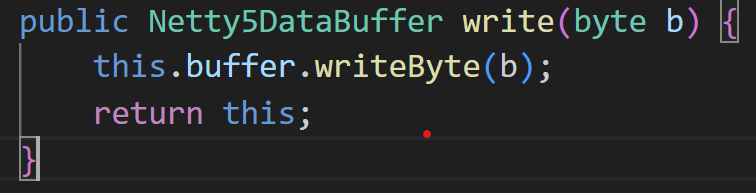 public Netty5DataBuffer write(byte b) {
    this.buffer.writeByte(b);
    return this;
}